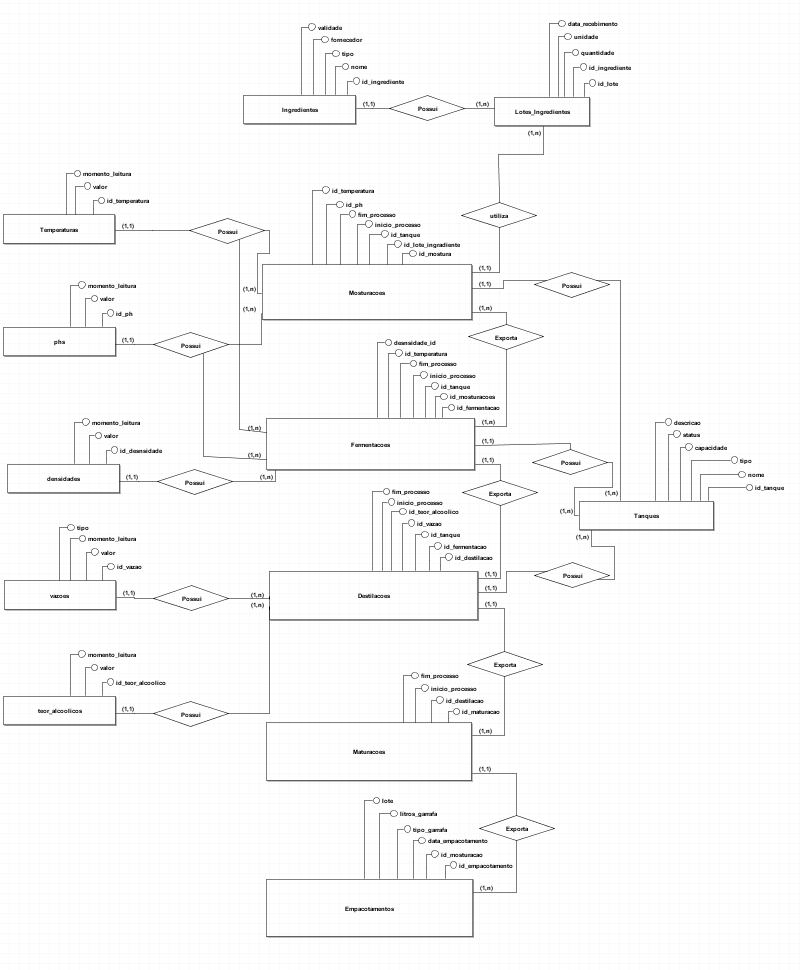 validade
fornecedor
tipo
nome
id_ingrediente
Ingredientes
(1,1)
Possui
(1,n)
data_recebimento
unidade
quantidade
id_ingrediente
id_lote
Lotes_Ingredientes
(1,n)
utiliza
momento_leitura
valor
id_temperatura
Temperaturas
(1,1)
Possui
(1,n)
id_temperatura
id_ph
fim_processo
inicio_processo
id_tanque
id_lote_ingradiente
id_mostura
Mosturacoes
(1,1)
(1,1)
Possui
(1,n)
(1,n)
Exporta
momento_leitura
valor
id_ph
phs
(1,1)
Possui
desnsidade_id
id_temperatura
fim_processo
inicio_processo
id_tanque
id_mosturacoes
id_fermentacao
Fermentacoes
(1,n)
(1,n)
(1,n)
(1,n)
(1,1)
(1,1)
Possui
Exporta
momento_leitura
valor
id_desnsidade
densidades
(1,1)
Possui
descricao
status
capacidade
tipo
nome
id_tanque
Tanques
(1,n)
(1,n)
(1,n)
Possui
fim_processo
inicio_processo
id_teor_alcoolico
id_vazao
id_tanque
id_fermentacao
id_destilacao
Destilacoes
(1,n)
(1,n)
(1,1)
(1,1)
(1,1)
Exporta
tipo
momento_leitura
valor
id_vazao
vazoes
(1,1)
Possui
momento_leitura
valor
id_teor_alcoolico
teor_alcoolicos
(1,1)
Possui
fim_processo
inicio_processo
id_destilacao
id_maturacao
Maturacoes
(1,n)
(1,1)
Exporta
lote
litros_garrafa
tipo_garrafa
data_empacotamento
id_mosturacao
id_empacotamento
Empacotamentos
(1,n)